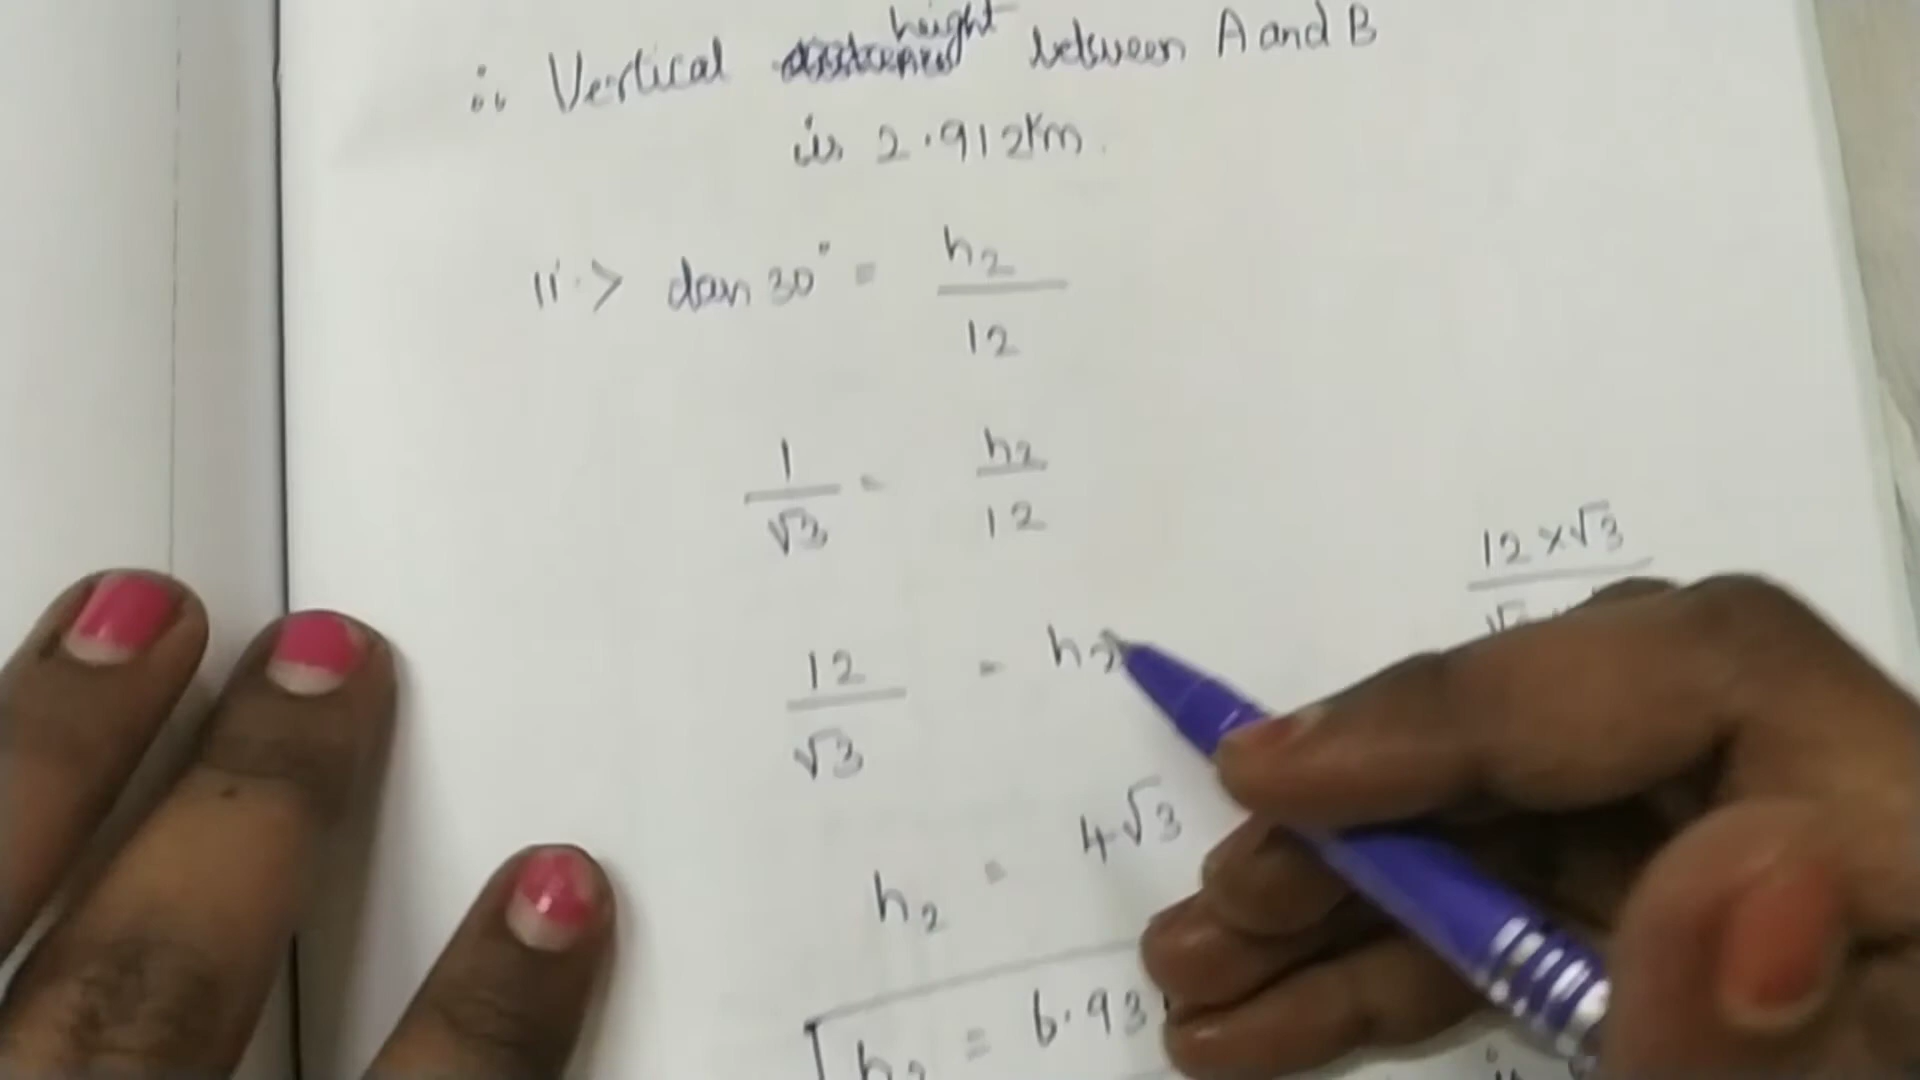 ∴ Vertical height between A and B
is 2.912km.
ii> tan 30° = h₂/12
1/√3 = h₂/12
12/√3 = h₂
12×√3
h₂ = 4√3
h₂ = 6.93